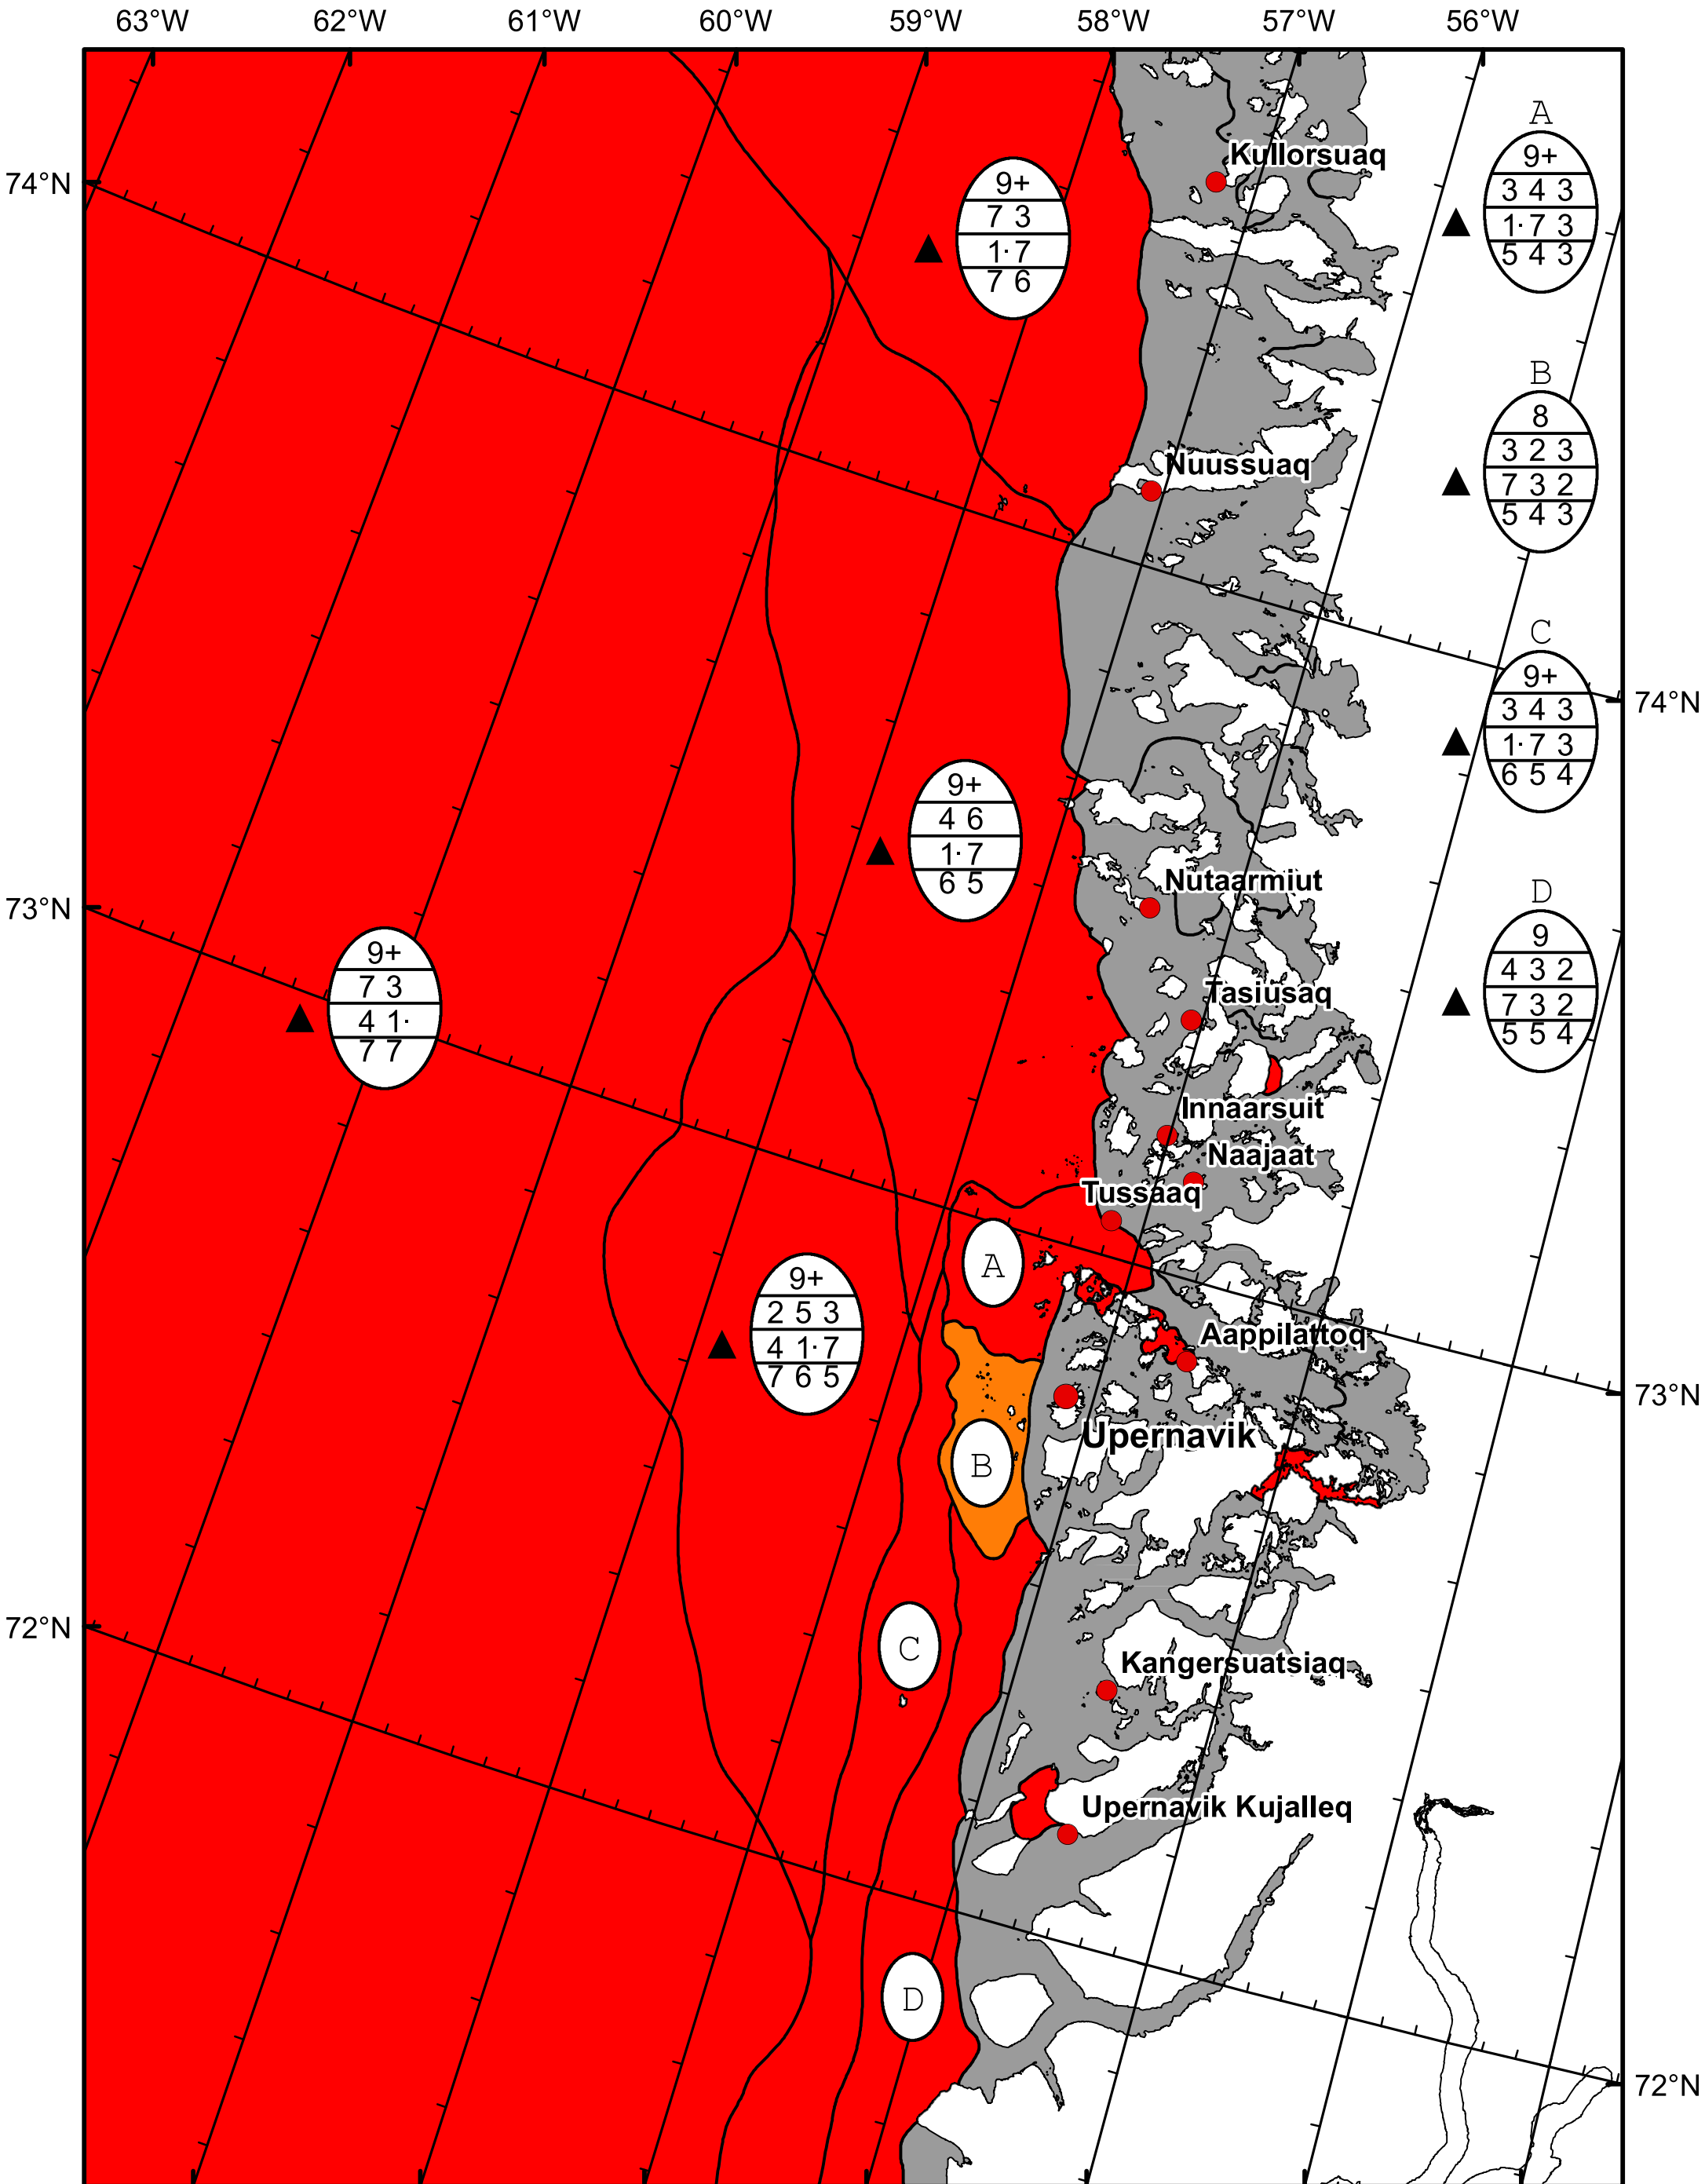 63°W 62°W 61°W 60°W 59°W 58°W 57°W 56°W
A
9+
3 4 3
1· 7 3
5 4 3
Kullorsuaq
74°N
9+
7 3
1· 7
7 6
B
8
3 2 3
7 3 2
5 4 3
Nuussuaq
C
9+
3 4 3
1· 7 3
6 5 4
74°N
9+
4 6
1· 7
6 5
Nutaarmiut
73°N
D
9
4 3 2
7 3 2
5 5 4
9+
7 3
4 1·
7 7
Tasiusaq
Innaarsuit
Naajaat
Tussaaq
A
9+
2 5 3
4 1· 7
7 6 5
Aappilattoq
73°N
Upernavik
B
72°N
C
Kangersuatsiaq
Upernavik Kujalleq
D
72°N